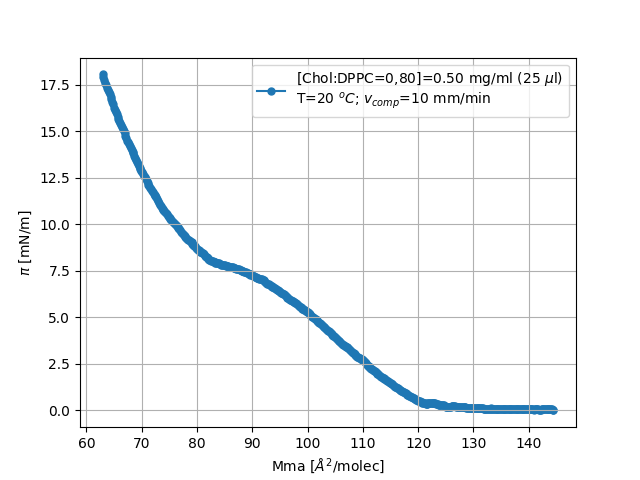 [Chol:DPPC=0,80]=0.50 mg/ml (25 μl)
T=20 °C; v_comp=10 mm/min
17.5
15.0
12.5
10.0
7.5
5.0
2.5
0.0
π [mN/m]
60 70 80 90 100 110 120 130 140
Mma [Å²/molec]